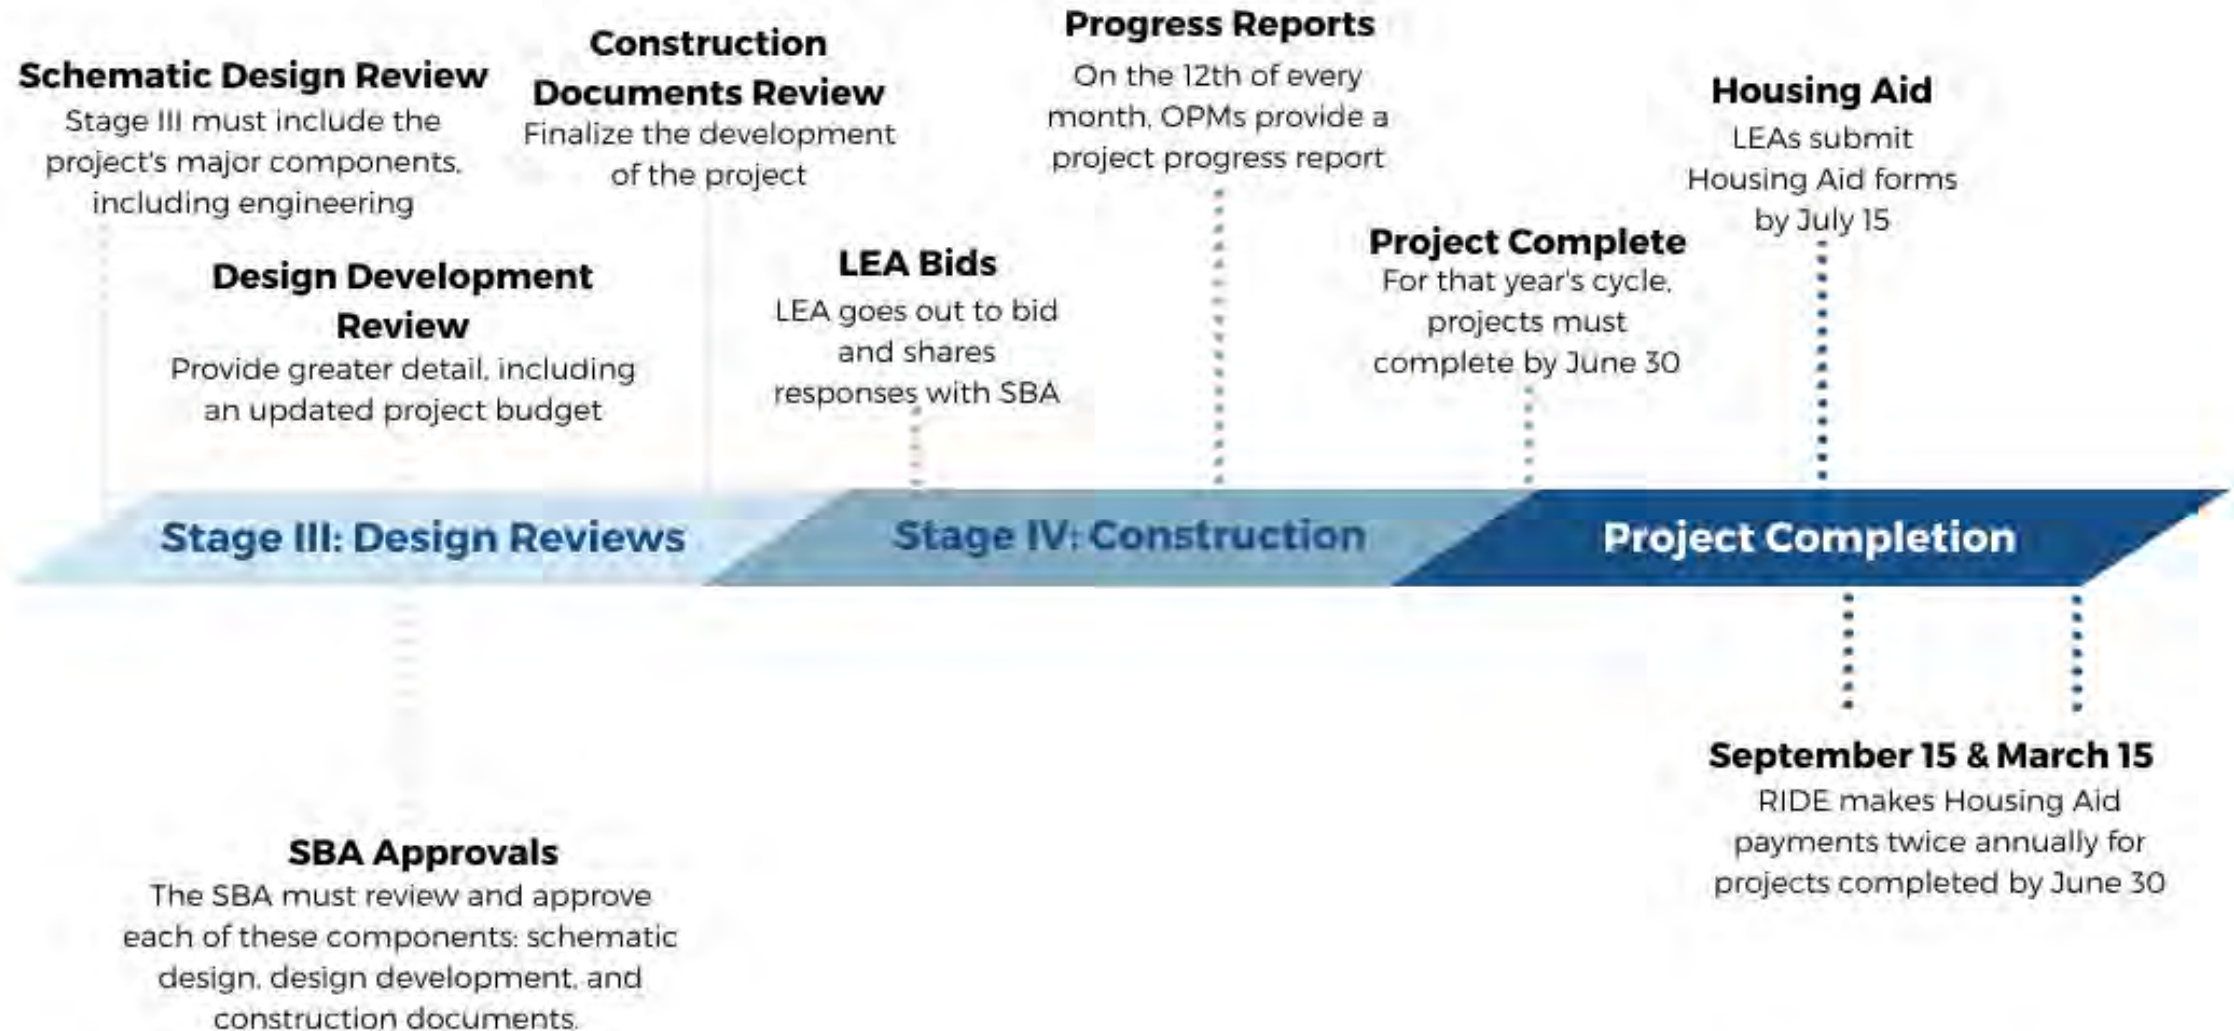 Schematic Design Review
Stage III must include the
project's major components,
including engineering
Design Development
Review
Provide greater detail, including
an updated project budget
Construction
Documents Review
Finalize the development
of the project
LEA Bids
LEA goes out to bid
and shares
responses with SBA
Progress Reports
On the 12th of every
month, OPMs provide a
project progress report
Project Complete
For that year's cycle,
projects must
complete by June 30
Housing Aid
LEAs submit
Housing Aid forms
by July 15
Stage III: Design Reviews
Stage IV: Construction
Project Completion
SBA Approvals
The SBA must review and approve
each of these components: schematic
design, design development, and
construction documents.
September 15 & March 15
RIDE makes Housing Aid
payments twice annually for
projects completed by June 30